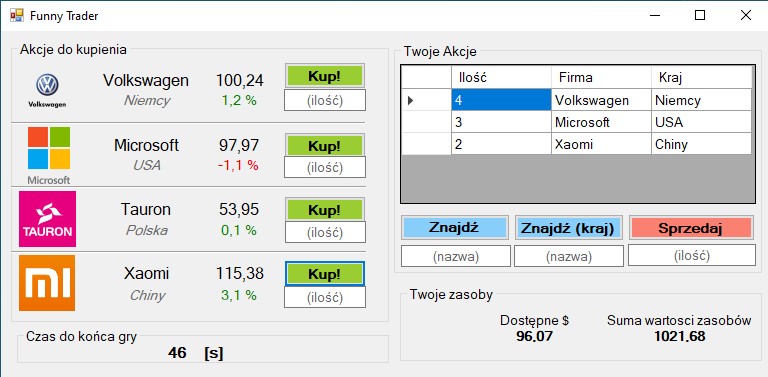 Funny Trader
Akcje do kupienia
Volkswagen
Volkswagen
Niemcy
100,24
1,2 %
Kup!
(ilość)
Microsoft
Microsoft
USA
97,97
-1,1 %
Kup!
(ilość)
TAURON
Tauron
Polska
53,95
0,1 %
Kup!
(ilość)
mi
Xaomi
Chiny
115,38
3,1 %
Kup!
(ilość)
Czas do końca gry
46 [s]
Twoje Akcje
Ilość Firma Kraj
4 Volkswagen Niemcy
3 Microsoft USA
2 Xaomi Chiny
Znajdź Znajdź (kraj) Sprzedaj
(nazwa) (nazwa) (ilość)
Twoje zasoby
Dostępne $ Suma wartosci zasobów
96,07 1021,68